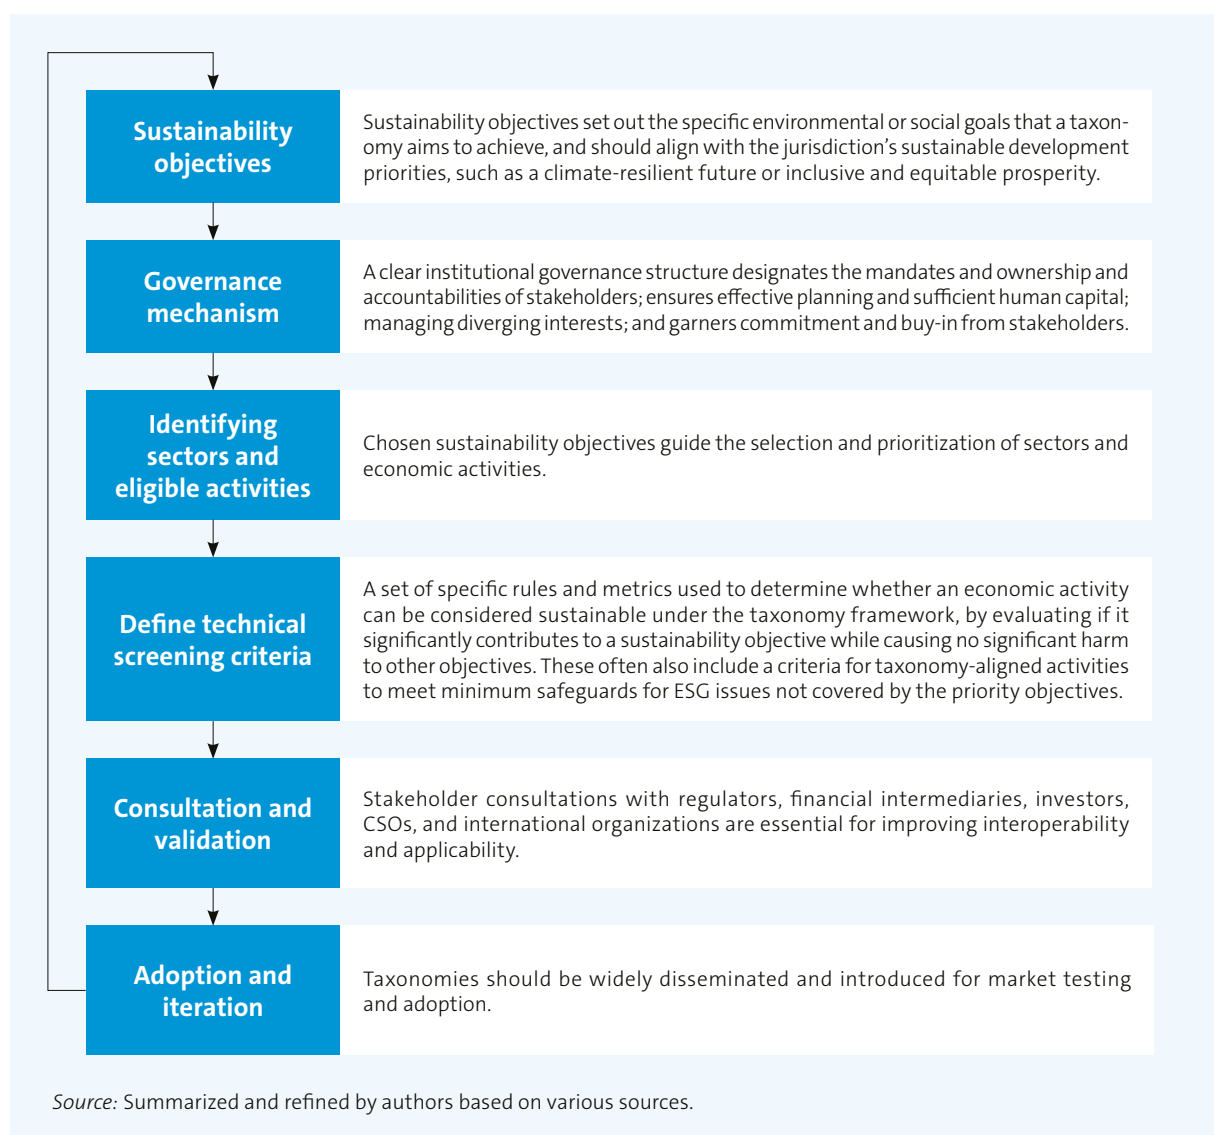 Sustainability
objectives
Sustainability objectives set out the specific environmental or social goals that a taxon-
omy aims to achieve, and should align with the jurisdiction's sustainable development
priorities, such as a climate-resilient future or inclusive and equitable prosperity.
Governance
mechanism
A clear institutional governance structure designates the mandates and ownership and
accountabilities of stakeholders; ensures effective planning and sufficient human capital;
managing diverging interests; and garners commitment and buy-in from stakeholders.
Identifying
sectors and
eligible activities
Chosen sustainability objectives guide the selection and prioritization of sectors and
economic activities.
Define technical
screening criteria
A set of specific rules and metrics used to determine whether an economic activity
can be considered sustainable under the taxonomy framework, by evaluating if it
significantly contributes to a sustainability objective while causing no significant harm
to other objectives. These often also include a criteria for taxonomy-aligned activities
to meet minimum safeguards for ESG issues not covered by the priority objectives.
Consultation and
validation
Stakeholder consultations with regulators, financial intermediaries, investors,
CSOs, and international organizations are essential for improving interoperability
and applicability.
Adoption and
iteration
Taxonomies should be widely disseminated and introduced for market testing
and adoption.
Source: Summarized and refined by authors based on various sources.